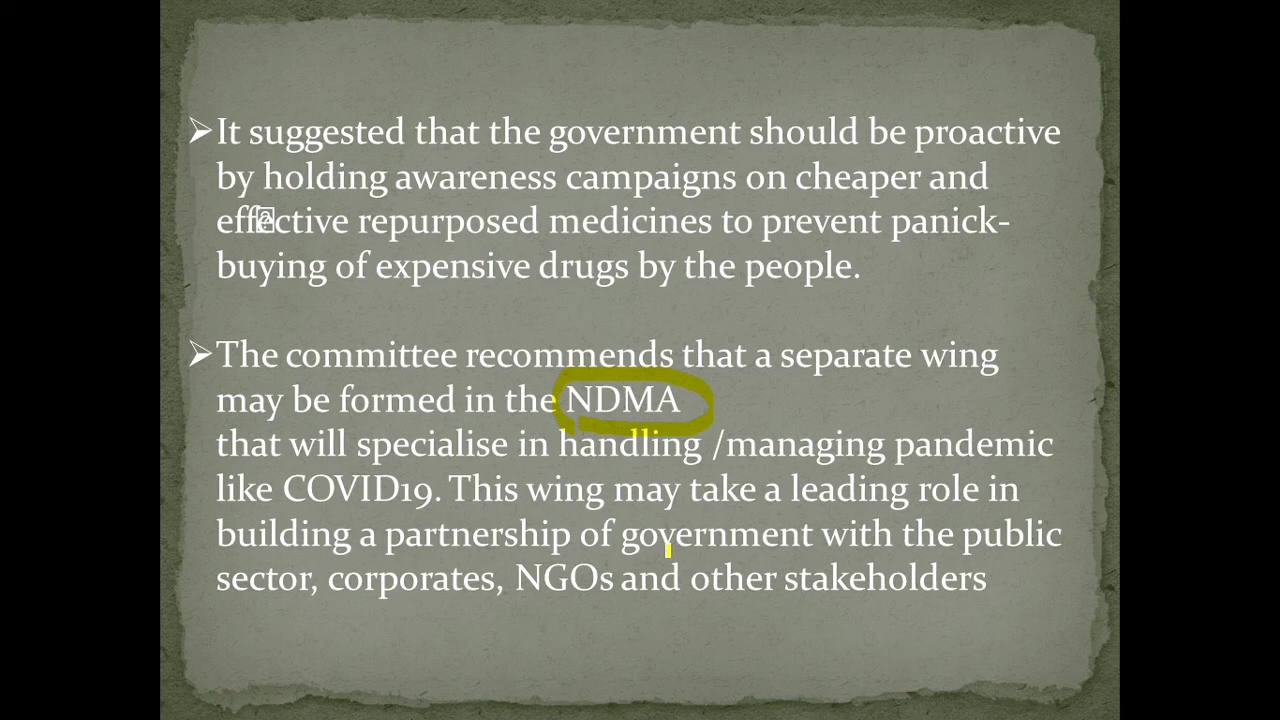 ➢It suggested that the government should be proactive
by holding awareness campaigns on cheaper and
effective repurposed medicines to prevent panick-
buying of expensive drugs by the people.
➢The committee recommends that a separate wing
may be formed in the NDMA
that will specialise in handling /managing pandemic
like COVID19. This wing may take a leading role in
building a partnership of government with the public
sector, corporates, NGOs and other stakeholders